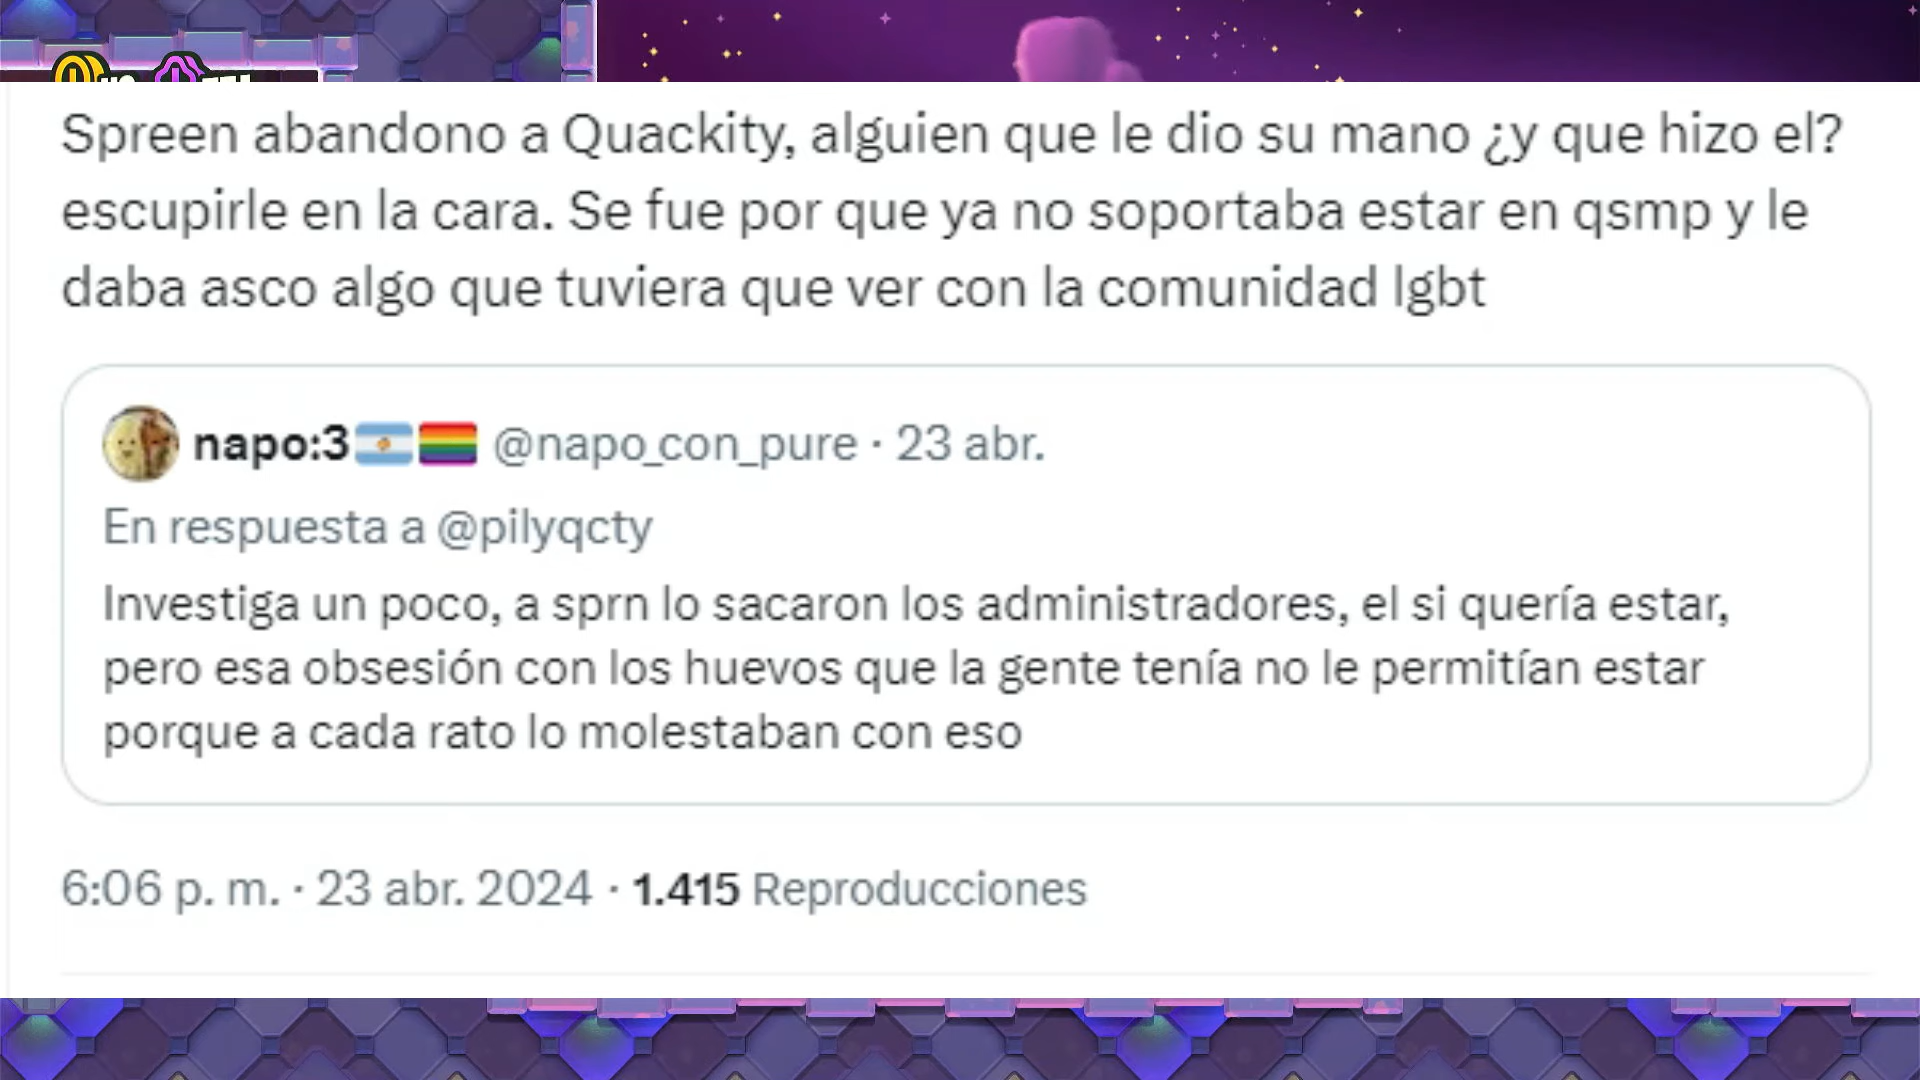 Spreen abandono a Quackity, alguien que le dio su mano ¿y que hizo el?
escupirle en la cara. Se fue por que ya no soportaba estar en qsmp y le
daba asco algo que tuviera que ver con la comunidad lgbt
napo:3 @napo_con_pure · 23 abr.
En respuesta a @pilyqcty
Investiga un poco, a sprn lo sacaron los administradores, el si quería estar,
pero esa obsesión con los huevos que la gente tenía no le permitían estar
porque a cada rato lo molestaban con eso
6:06 p. m. · 23 abr. 2024 · 1.415 Reproducciones